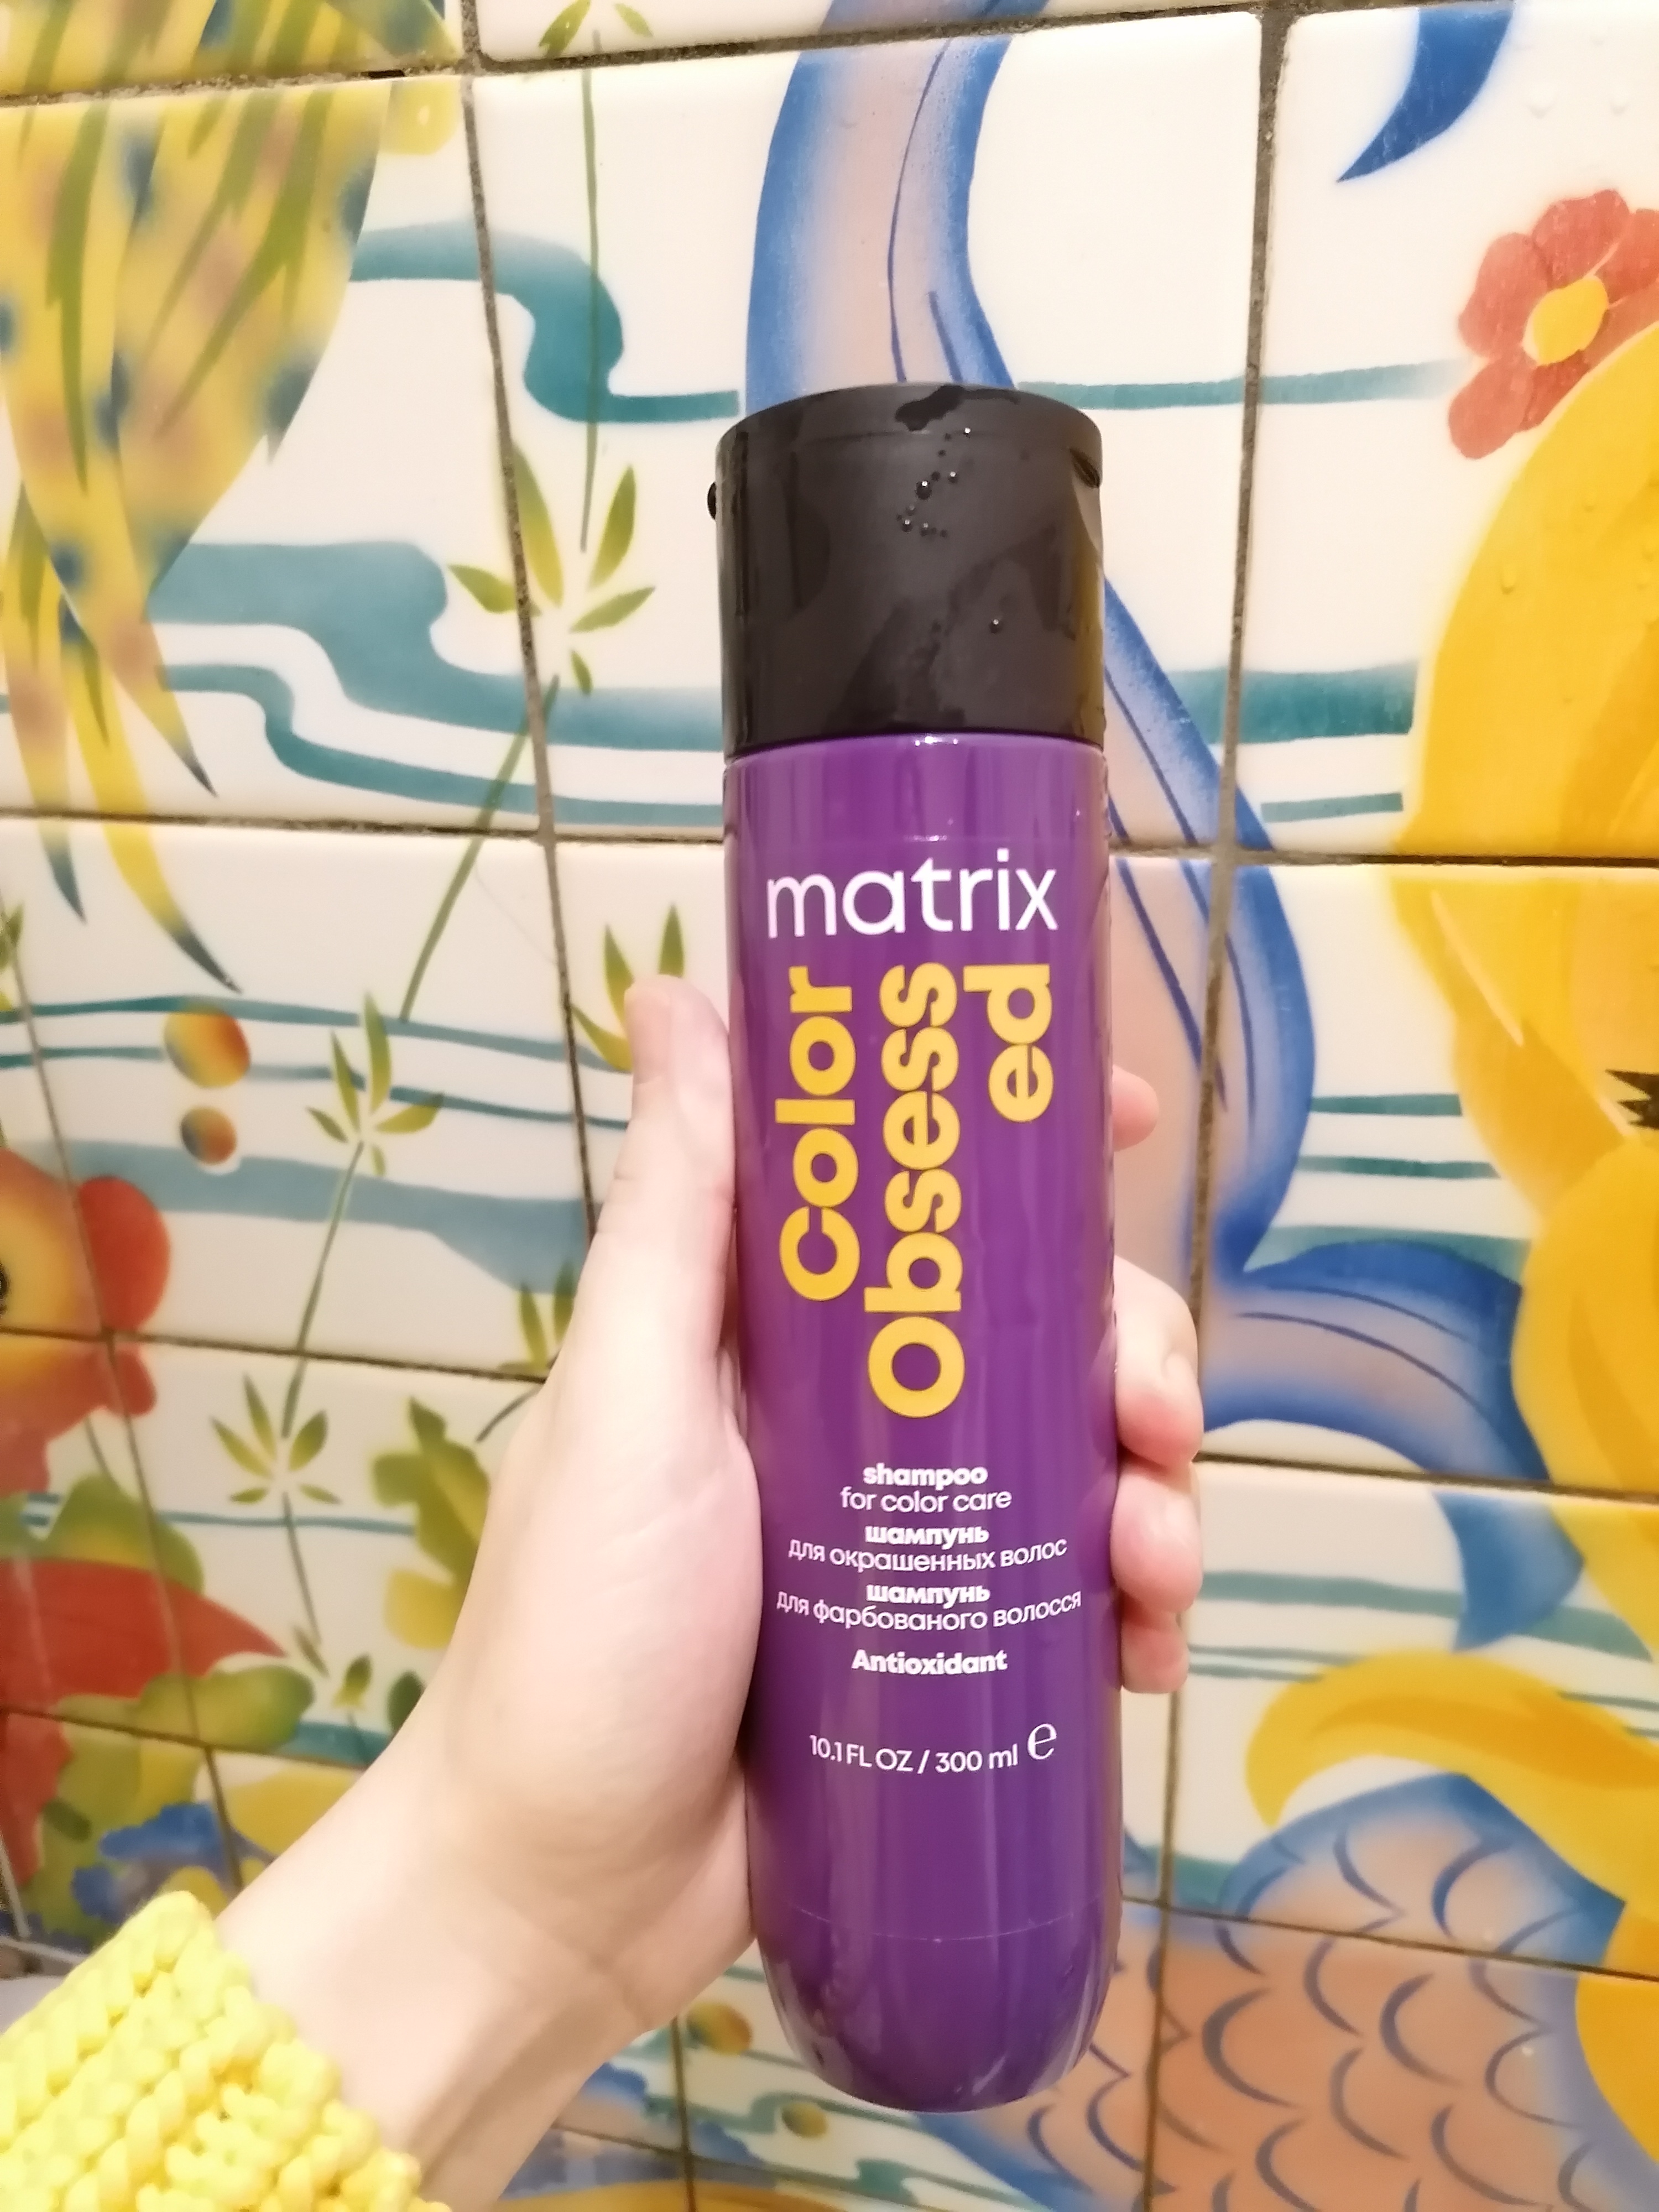 matrix
Color
Obsess
ed
shampoo
for color care
шампунь
для окрашенных волос
шампунь
для фарбованого волосся
Antioxidant
10.1 FL OZ / 300 ml ℮